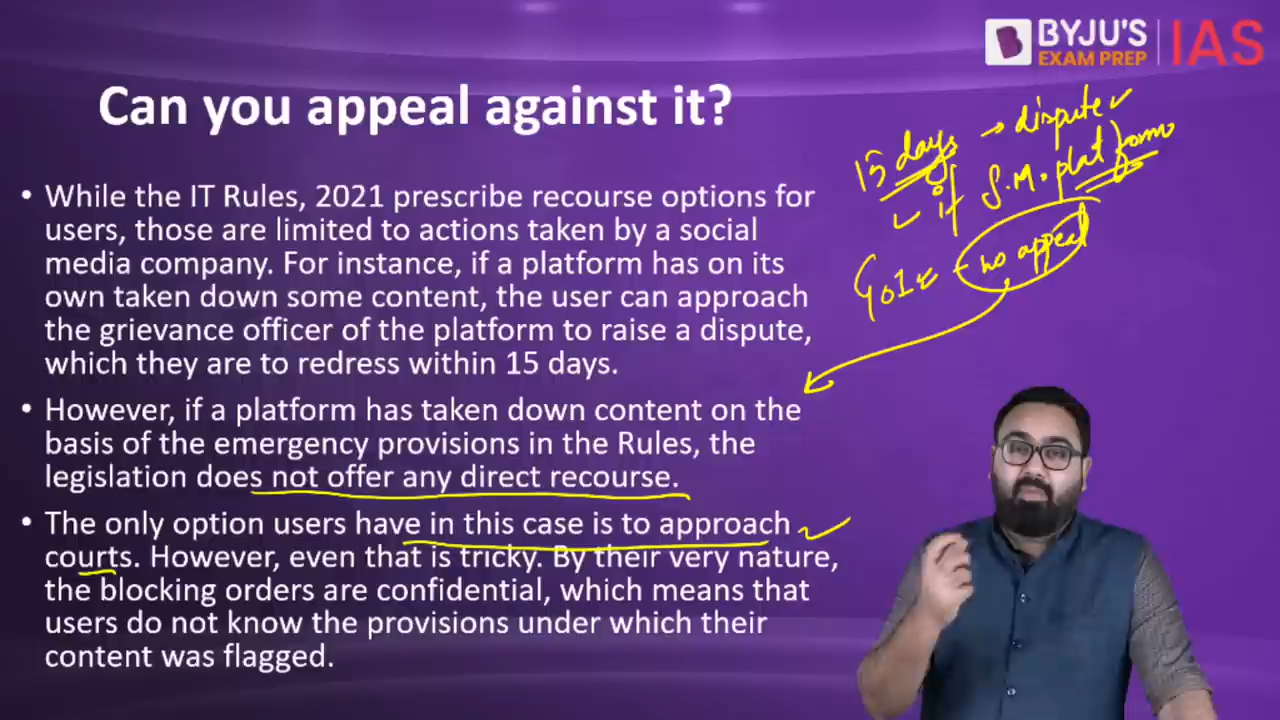 BYJU'S
EXAM PREP
IAS
Can you appeal against it?
• While the IT Rules, 2021 prescribe recourse options for
users, those are limited to actions taken by a social
media company. For instance, if a platform has on its
own taken down some content, the user can approach
the grievance officer of the platform to raise a dispute,
which they are to redress within 15 days.
• However, if a platform has taken down content on the
basis of the emergency provisions in the Rules, the
legislation does not offer any direct recourse.
• The only option users have in this case is to approach
courts. However, even that is tricky. By their very nature,
the blocking orders are confidential, which means that
users do not know the provisions under which their
content was flagged.
15 days → dispute ✓
if S.M. platform
GoI - no appeal